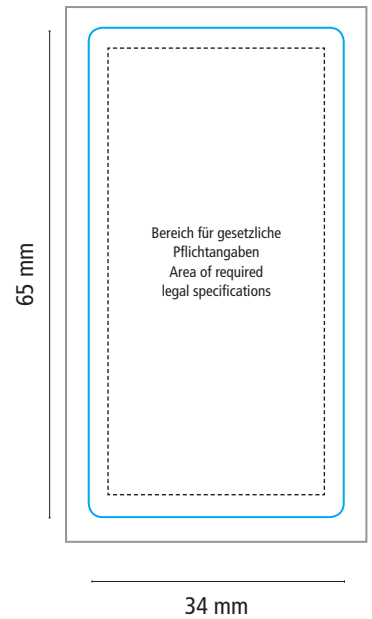 65 mm
Bereich für gesetzliche
Pflichtangaben
Area of required
legal specifications
34 mm